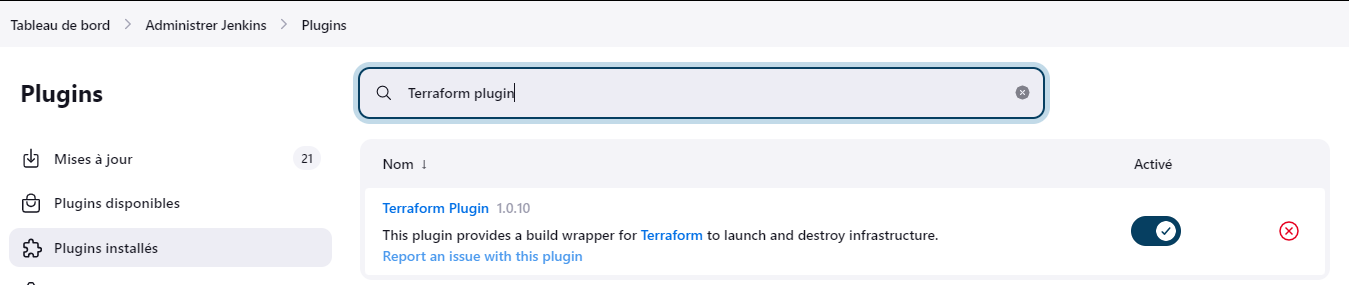 Tableau de bord > Administrer Jenkins > Plugins
Plugins
Terraform plugin
Mises à jour 21
Plugins disponibles
Plugins installés
Nom ↓ Activé
Terraform Plugin 1.0.10
This plugin provides a build wrapper for Terraform to launch and destroy infrastructure.
Report an issue with this plugin